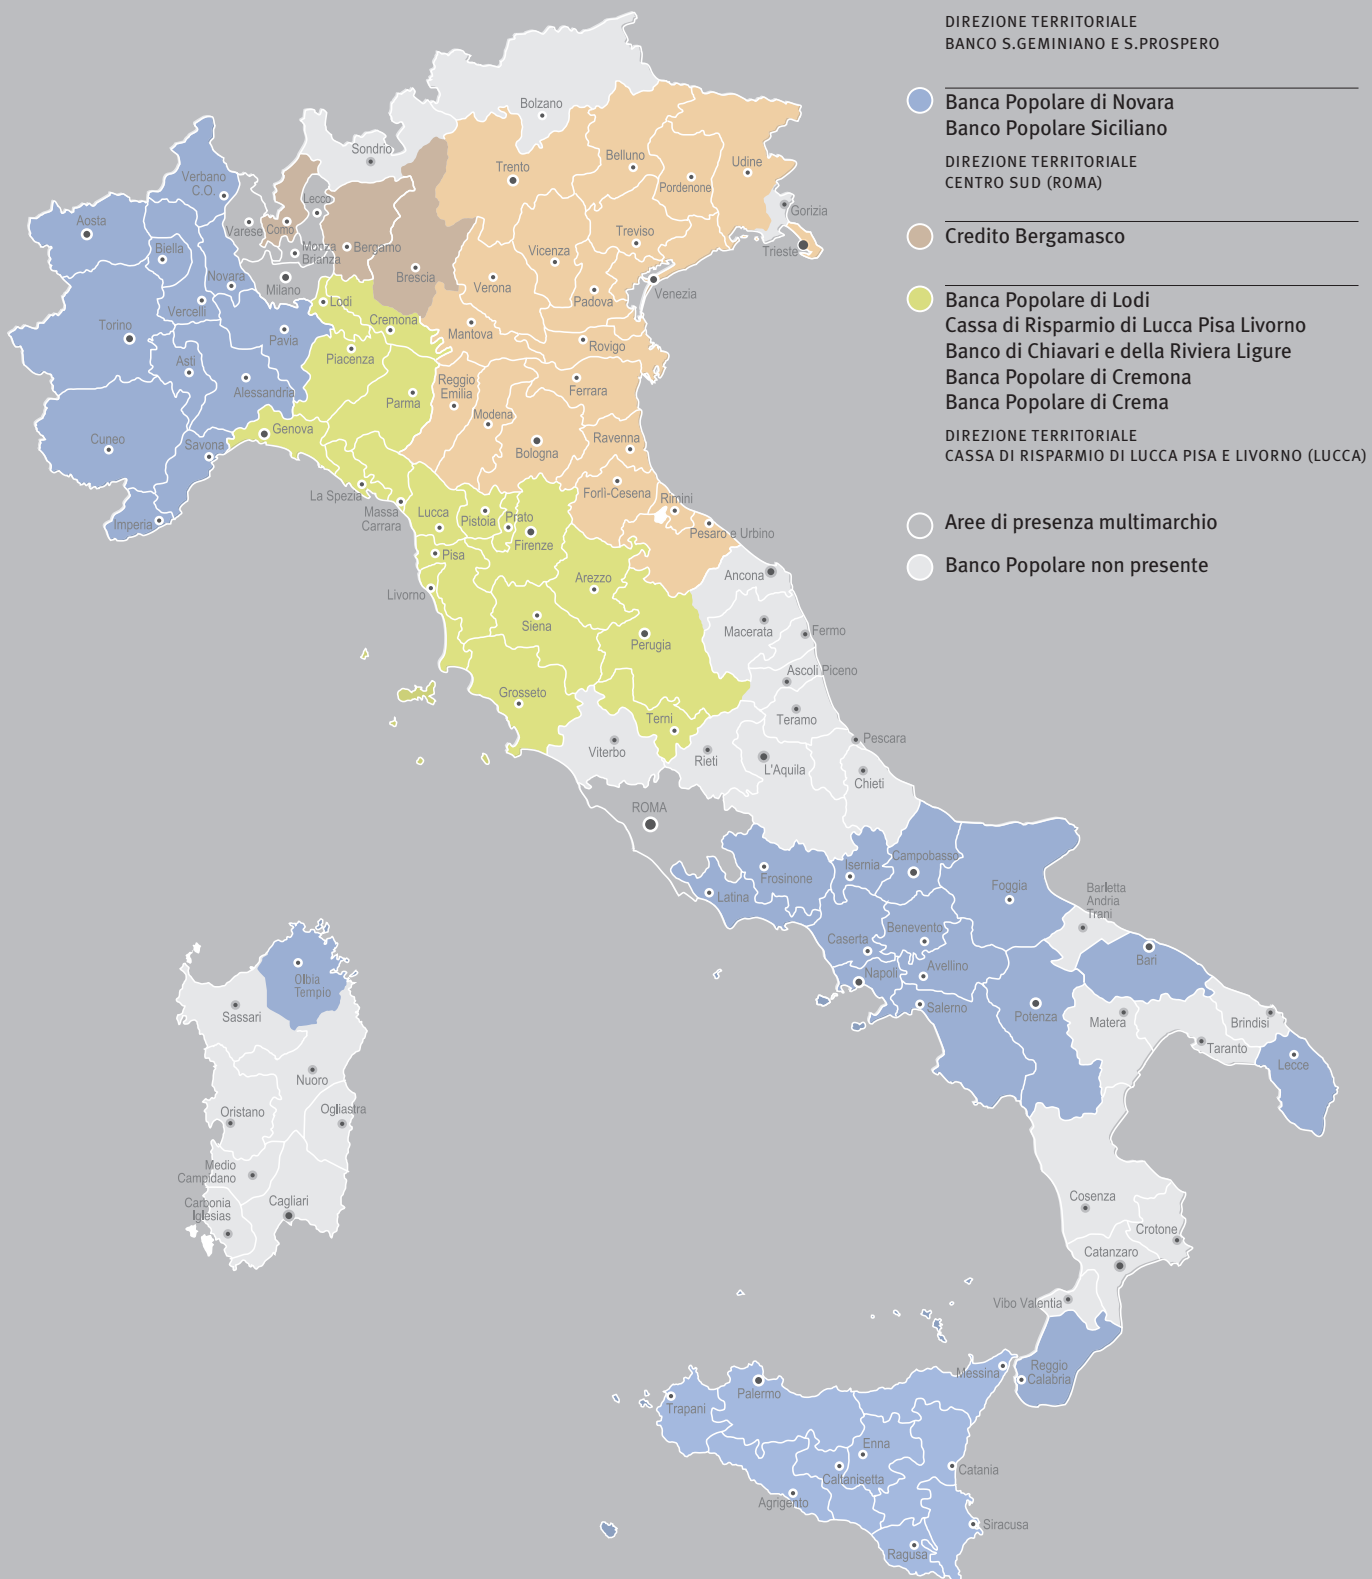 DIREZIONE TERRITORIALE
BANCO S.GEMINIANO E S.PROSPERO
Banca Popolare di Novara
Banco Popolare Siciliano
DIREZIONE TERRITORIALE
CENTRO SUD (ROMA)
Credito Bergamasco
Banca Popolare di Lodi
Cassa di Risparmio di Lucca Pisa Livorno
Banco di Chiavari e della Riviera Ligure
Banca Popolare di Cremona
Banca Popolare di Crema
DIREZIONE TERRITORIALE
CASSA DI RISPARMIO DI LUCCA PISA E LIVORNO (LUCCA)
Aree di presenza multimarchio
Banco Popolare non presente
Bolzano
Sondrio
Trento
Belluno
Pordenone
Udine
Gorizia
Trieste
Verbano
C.O.
Aosta
Biella
Varese
Como
Lecco
Monza
Brianza
Bergamo
Brescia
Milano
Novara
Vercelli
Torino
Asti
Alessandria
Pavia
Lodi
Cremona
Piacenza
Parma
Cuneo
Savona
Genova
Imperia
La Spezia
Massa
Carrara
Vicenza
Treviso
Verona
Padova
Venezia
Mantova
Rovigo
Reggio
Emilia
Modena
Ferrara
Bologna
Ravenna
Forlì-Cesena
Rimini
Pesaro e Urbino
Lucca
Pistoia
Prato
Firenze
Pisa
Livorno
Arezzo
Siena
Perugia
Grosseto
Terni
Ancona
Macerata
Fermo
Ascoli Piceno
Teramo
Pescara
Viterbo
Rieti
L'Aquila
Chieti
ROMA
Latina
Frosinone
Isernia
Campobasso
Foggia
Barletta
Andria
Trani
Bari
Caserta
Benevento
Napoli
Avellino
Salerno
Potenza
Matera
Brindisi
Taranto
Lecce
Olbia
Tempio
Sassari
Nuoro
Oristano
Ogliastra
Medio
Campidano
Carbonia
Iglesias
Cagliari
Cosenza
Crotone
Catanzaro
Vibo Valentia
Reggio
Calabria
Messina
Palermo
Trapani
Enna
Caltanisetta
Catania
Agrigento
Siracusa
Ragusa